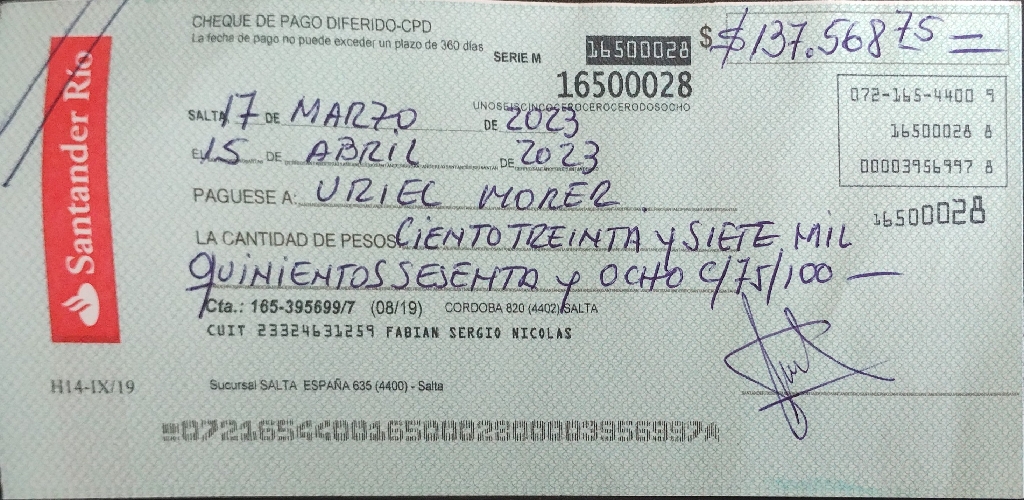 Santander Río
CHEQUE DE PAGO DIFERIDO-CPD
La fecha de pago no puede exceder un plazo de 360 días
SERIE M
16500028
16500028
UNOSEISCINCOCEROCEROCERODOSOCHO
$ $137.568 75 =
072-165-4400 9
16500028 8
00003956997 8
16500028
SALTA 17 DE MARZO DE 2023
EL 15 DE ABRIL DE 2023
PAGUESE A: URIEL MORER
LA CANTIDAD DE PESOS CIENTO TREINTA Y SIETE MIL
QUINIENTOS SESENTA Y OCHO C/75/100 —
Cta.: 165-395699/7 (08/19) CORDOBA 820 (4402) SALTA
CUIT 23324631259 FABIAN SERGIO NICOLAS
H14-IX/19
Sucursal SALTA ESPAÑA 635 (4400) - Salta